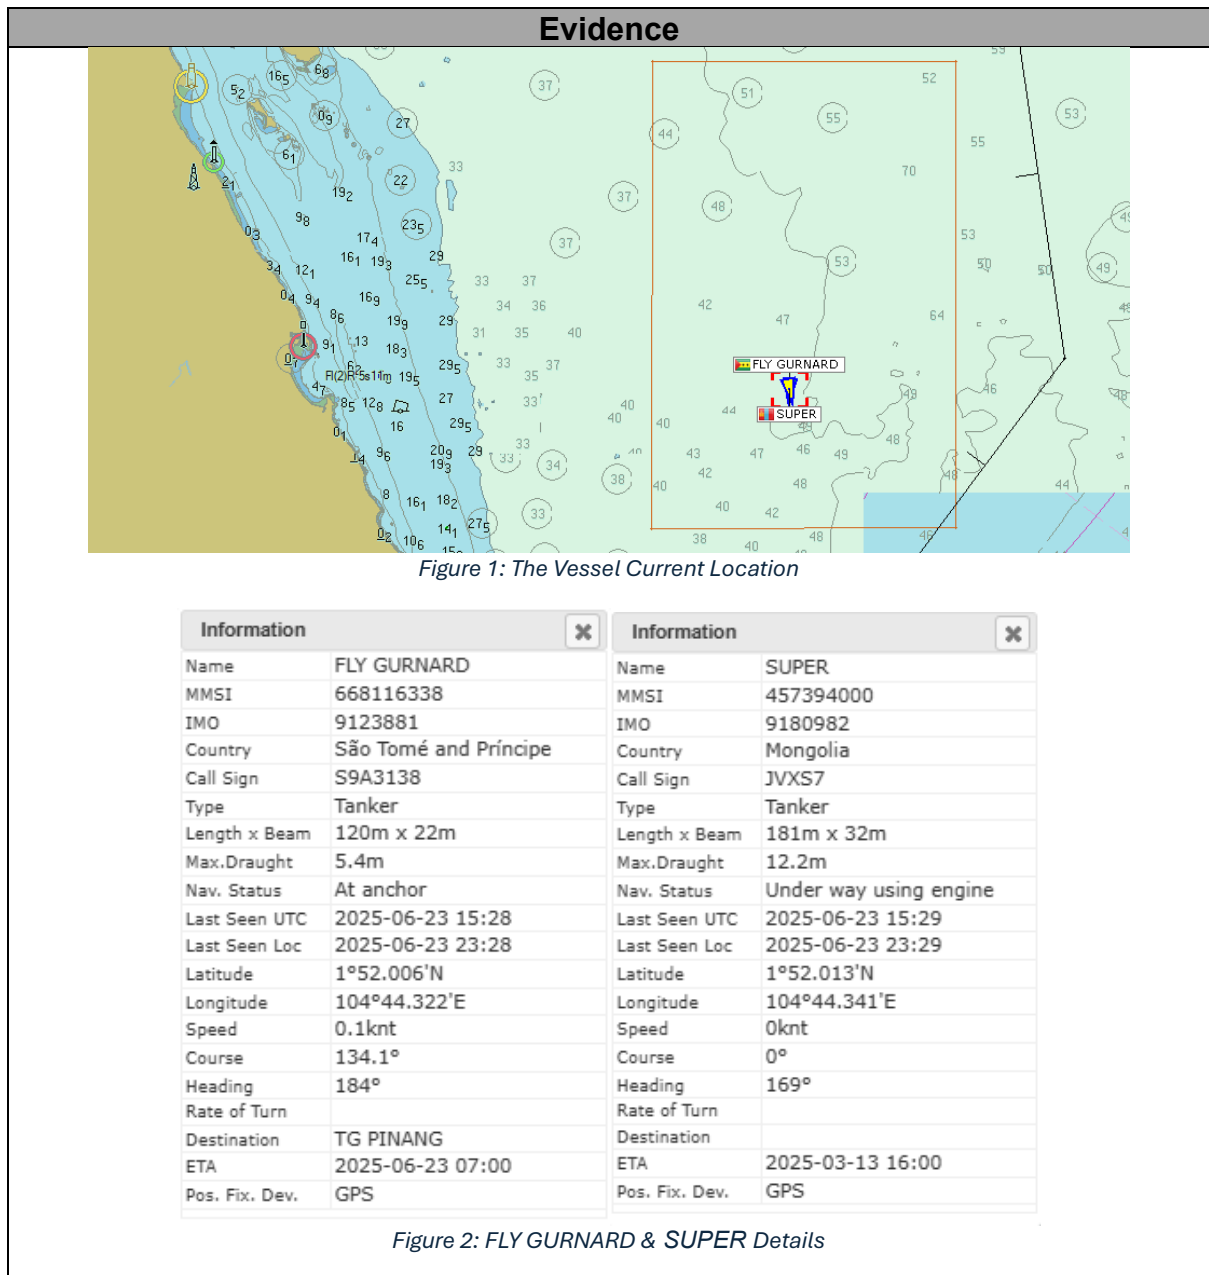 Evidence
FLY GURNARD
SUPER
Fl(2)R 5s11m
Figure 1: The Vessel Current Location
Information
Name FLY GURNARD
MMSI 668116338
IMO 9123881
Country São Tomé and Príncipe
Call Sign S9A3138
Type Tanker
Length x Beam 120m x 22m
Max.Draught 5.4m
Nav. Status At anchor
Last Seen UTC 2025-06-23 15:28
Last Seen Loc 2025-06-23 23:28
Latitude 1°52.006'N
Longitude 104°44.322'E
Speed 0.1knt
Course 134.1°
Heading 184°
Rate of Turn
Destination TG PINANG
ETA 2025-06-23 07:00
Pos. Fix. Dev. GPS
Information
Name SUPER
MMSI 457394000
IMO 9180982
Country Mongolia
Call Sign JVXS7
Type Tanker
Length x Beam 181m x 32m
Max.Draught 12.2m
Nav. Status Under way using engine
Last Seen UTC 2025-06-23 15:29
Last Seen Loc 2025-06-23 23:29
Latitude 1°52.013'N
Longitude 104°44.341'E
Speed 0knt
Course 0°
Heading 169°
Rate of Turn
Destination
ETA 2025-03-13 16:00
Pos. Fix. Dev. GPS
Figure 2: FLY GURNARD & SUPER Details